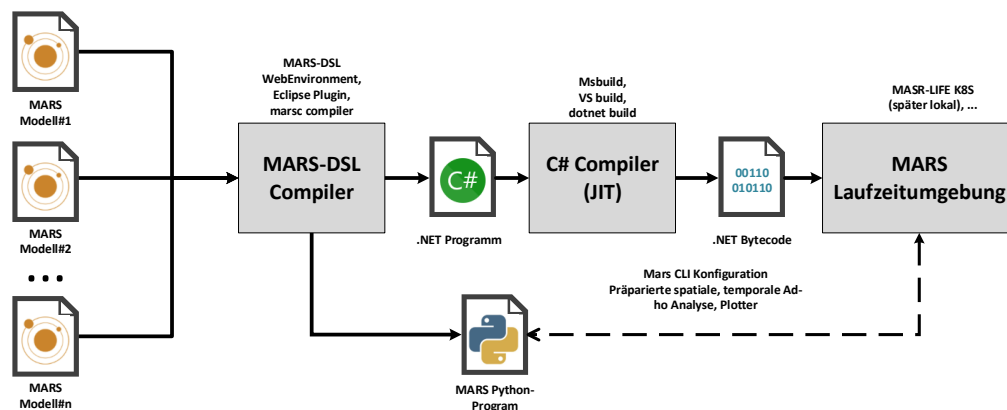 MARS
Modell#1
MARS
Modell#2
...
MARS
Modell#n
MARS-DSL
WebEnvironment,
Eclipse Plugin,
marsc compiler
MARS-DSL
Compiler
C#
.NET Programm
Msbuild,
VS build,
dotnet build
C# Compiler
(JIT)
00110
010110
.NET Bytecode
MASR-LIFE K8S
(später lokal), ...
MARS
Laufzeitumgebung
Mars CLI Konfiguration
Präparierte spatiale, temporale Ad-
ho Analyse, Plotter
MARS Python-
Program